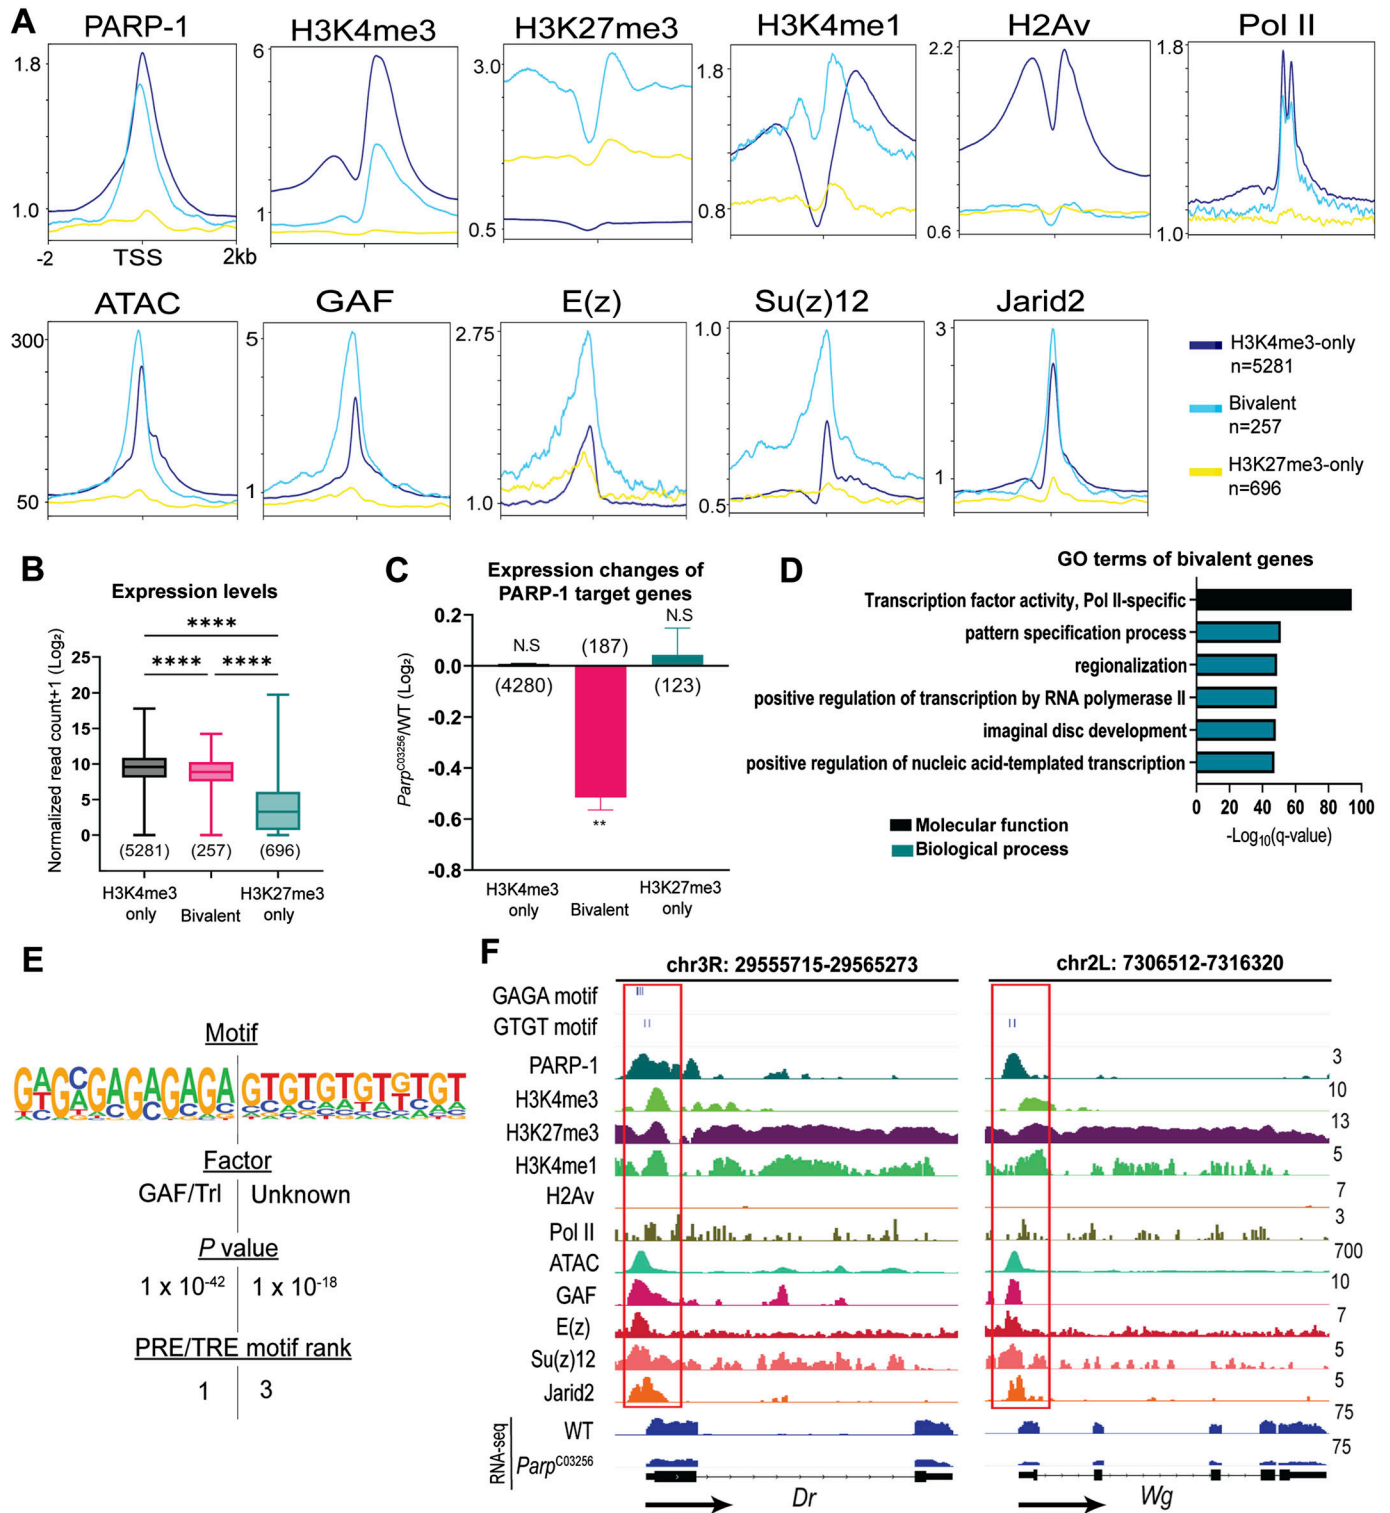 A
PARP-1
H3K4me3
H3K27me3
H3K4me1
H2Av
Pol II
1.8
1.0
6
1
3.0
0.5
1.8
0.8
2.2
0.6
1.8
1.0
-2
TSS
2kb
ATAC
GAF
E(z)
Su(z)12
Jarid2
300
50
5
1
2.75
1.0
1.0
0.5
3
1
H3K4me3-only
n=5281
Bivalent
n=257
H3K27me3-only
n=696
B
Expression levels
Normalized read count+1 (Log₂)
****
**** ****
25
20
15
10
5
0
(5281) (257) (696)
H3K4me3
only
Bivalent
H3K27me3
only
C
Expression changes of
PARP-1 target genes
Parp^C03256/WT (Log₂)
0.2
0.0
-0.2
-0.4
-0.6
-0.8
N.S
(4280)
(187)
**
N.S
(123)
H3K4me3
only
Bivalent
H3K27me3
only
D
GO terms of bivalent genes
Transcription factor activity, Pol II-specific
pattern specification process
regionalization
positive regulation of transcription by RNA polymerase II
imaginal disc development
positive regulation of nucleic acid-templated transcription
0 20 40 60 80 100
-Log₁₀(q-value)
Molecular function
Biological process
E
Motif
GAGCGAGAGAGA GTGTGTGTGTGT
Factor
GAF/Trl Unknown
P value
1 x 10⁻⁴² 1 x 10⁻¹⁸
PRE/TRE motif rank
1 3
F
chr3R: 29555715-29565273
chr2L: 7306512-7316320
GAGA motif
GTGT motif
PARP-1 3
H3K4me3 10
H3K27me3 13
H3K4me1 5
H2Av 7
Pol II 3
ATAC 700
GAF 10
E(z) 7
Su(z)12 5
Jarid2 5
RNA-seq
WT 75
Parp^C03256 75
Dr
Wg